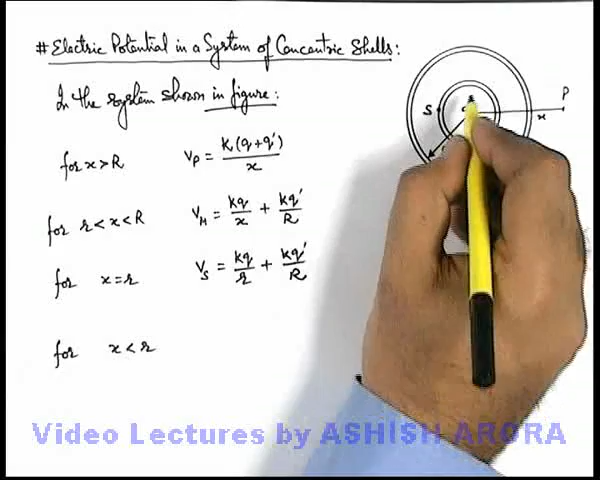 # Electric Potential in a System of Concentric Shells:
In the system shown in figure:
for x > R V_P = k(q+q')/x
for r < x < R V_M = kq/x + kq'/R
for x = r V_S = kq/r + kq'/R
for x < r
S
x
P
Video Lectures by ASHISH ARORA